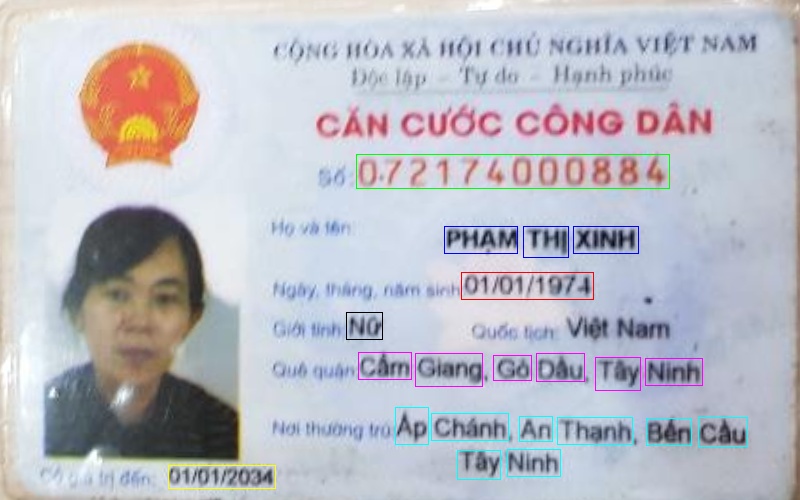 CỘNG HÒA XÃ HỘI CHỦ NGHĨA VIỆT NAM
Độc lập - Tự do - Hạnh phúc
CĂN CƯỚC CÔNG DÂN
Số: 072174000884
Họ và tên:
PHẠM THỊ XINH
Ngày, tháng, năm sinh: 01/01/1974
Giới tính: Nữ Quốc tịch: Việt Nam
Quê quán: Cẩm Giang, Gò Dầu, Tây Ninh
Nơi thường trú: Ấp Chánh, An Thạnh, Bến Cầu
Tây Ninh
Có giá trị đến: 01/01/2034